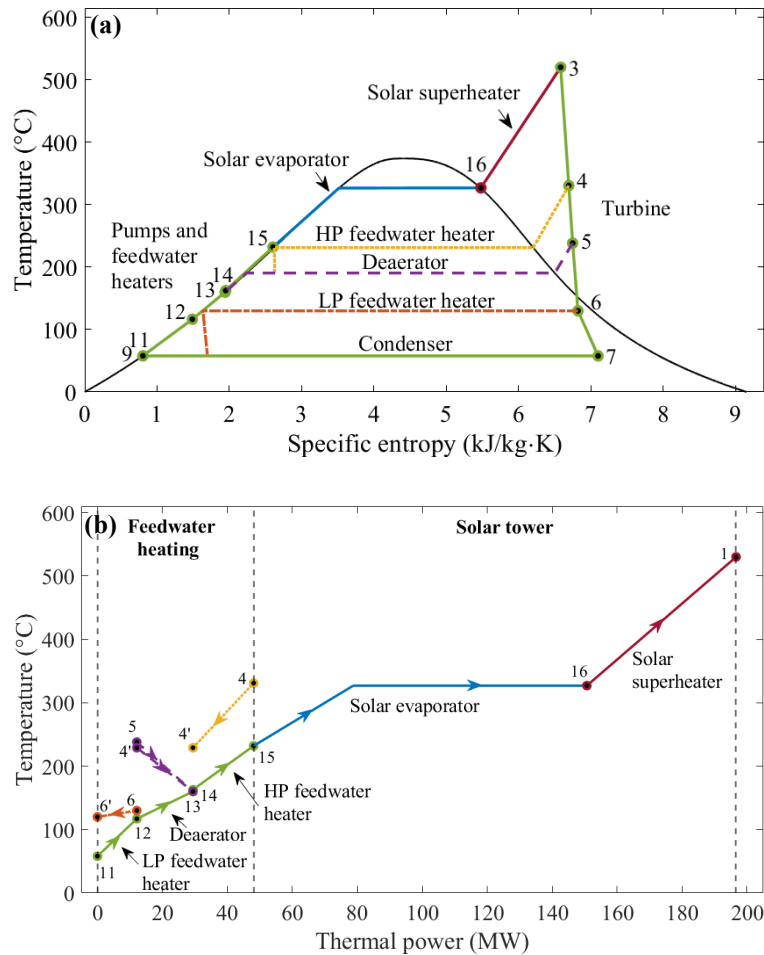 (a)
600
500
400
300
200
100
0
Temperature (°C)
3
Solar superheater
16
Solar evaporator
4
Turbine
Pumps and
feedwater
heaters
15
HP feedwater heater
5
14
13
Deaerator
12
LP feedwater heater
6
11
9
Condenser
7
0 1 2 3 4 5 6 7 8 9
Specific entropy (kJ/kg·K)
(b)
600
500
400
300
200
100
0
Temperature (°C)
Feedwater
heating
Solar tower
1
16
Solar
superheater
4
Solar evaporator
5
4'
4'
15
HP feedwater
heater
14
13
6'
6
12
Deaerator
11
LP feedwater
heater
0 20 40 60 80 100 120 140 160 180 200
Thermal power (MW)